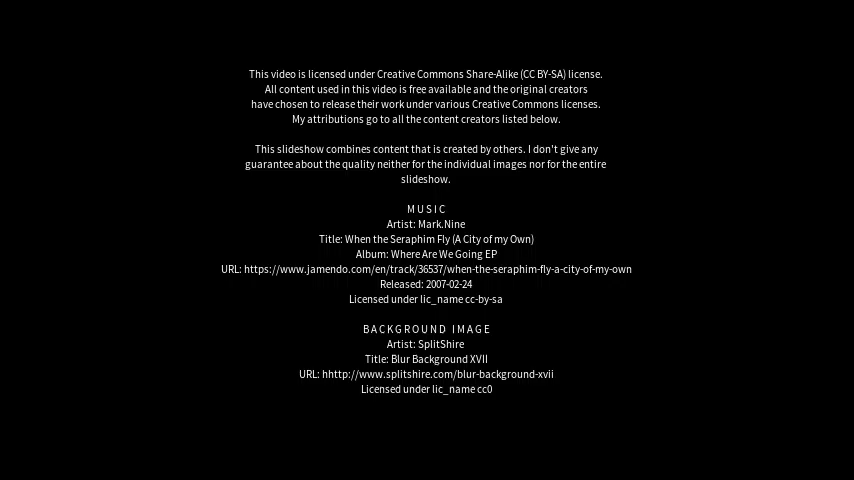 This video is licensed under Creative Commons Share-Alike (CC BY-SA) license.
All content used in this video is free available and the original creators
have chosen to release their work under various Creative Commons licenses.
My attributions go to all the content creators listed below.
This slideshow combines content that is created by others. I don't give any
guarantee about the quality neither for the individual images nor for the entire
slideshow.
MUSIC
Artist: Mark.Nine
Title: When the Seraphim Fly (A City of my Own)
Album: Where Are We Going EP
URL: https://www.jamendo.com/en/track/36537/when-the-seraphim-fly-a-city-of-my-own
Released: 2007-02-24
Licensed under lic_name cc-by-sa
BACKGROUND IMAGE
Artist: SplitShire
Title: Blur Background XVII
URL: hhttp://www.splitshire.com/blur-background-xvii
Licensed under lic_name cc0